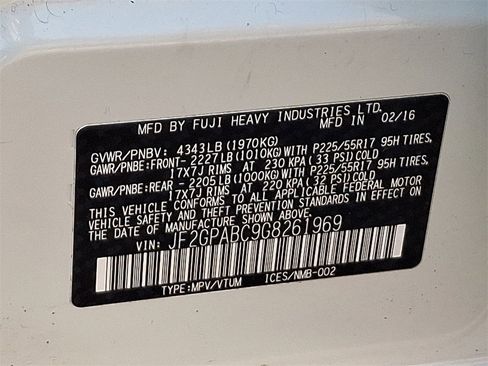 MFD BY FUJI HEAVY INDUSTRIES LTD.
MFD. IN 02/16
GVWR/PNBV: 4343LB(1970KG)
GAWR/PNBE:FRONT- 2227LB(1010KG)WITH P225/55R17 95H TIRES,
17X7J RIMS AT 230 KPA(33 PSI)COLD
GAWR/PNBE:REAR - 2205LB(1000KG)WITH P225/55R17 95H TIRES,
17X7J RIMS AT 220 KPA(32 PSI)COLD
THIS VEHICLE CONFORMS TO ALL APPLICABLE FEDERAL MOTOR
VEHICLE SAFETY AND THEFT PREVENTION STANDARDS IN EFFECT
ON THE DATE OF MANUFACTURE SHOWN ABOVE.
VIN: JF2GPABC9G8261969
TYPE:MPV/VTUM ICES/NMB-002